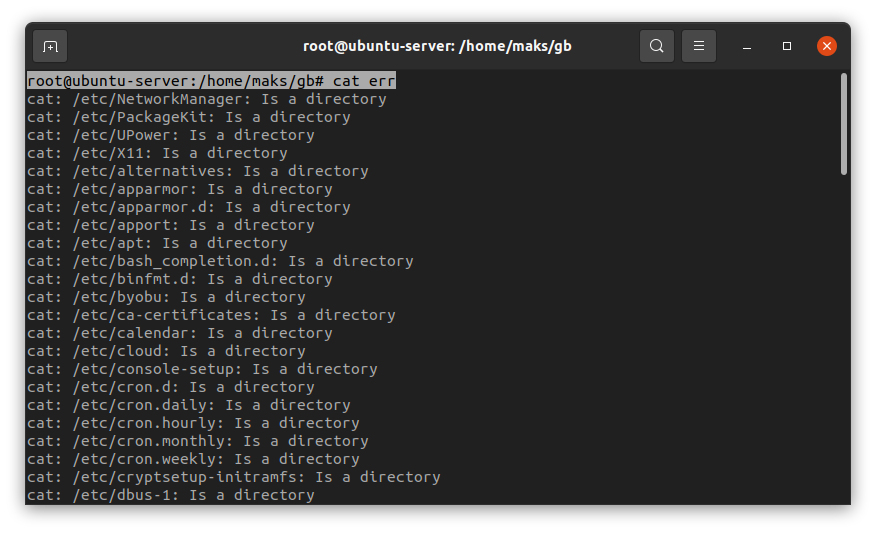 root@ubuntu-server: /home/maks/gb
root@ubuntu-server:/home/maks/gb# cat err
cat: /etc/NetworkManager: Is a directory
cat: /etc/PackageKit: Is a directory
cat: /etc/UPower: Is a directory
cat: /etc/X11: Is a directory
cat: /etc/alternatives: Is a directory
cat: /etc/apparmor: Is a directory
cat: /etc/apparmor.d: Is a directory
cat: /etc/apport: Is a directory
cat: /etc/apt: Is a directory
cat: /etc/bash_completion.d: Is a directory
cat: /etc/binfmt.d: Is a directory
cat: /etc/byobu: Is a directory
cat: /etc/ca-certificates: Is a directory
cat: /etc/calendar: Is a directory
cat: /etc/cloud: Is a directory
cat: /etc/console-setup: Is a directory
cat: /etc/cron.d: Is a directory
cat: /etc/cron.daily: Is a directory
cat: /etc/cron.hourly: Is a directory
cat: /etc/cron.monthly: Is a directory
cat: /etc/cron.weekly: Is a directory
cat: /etc/cryptsetup-initramfs: Is a directory
cat: /etc/dbus-1: Is a directory